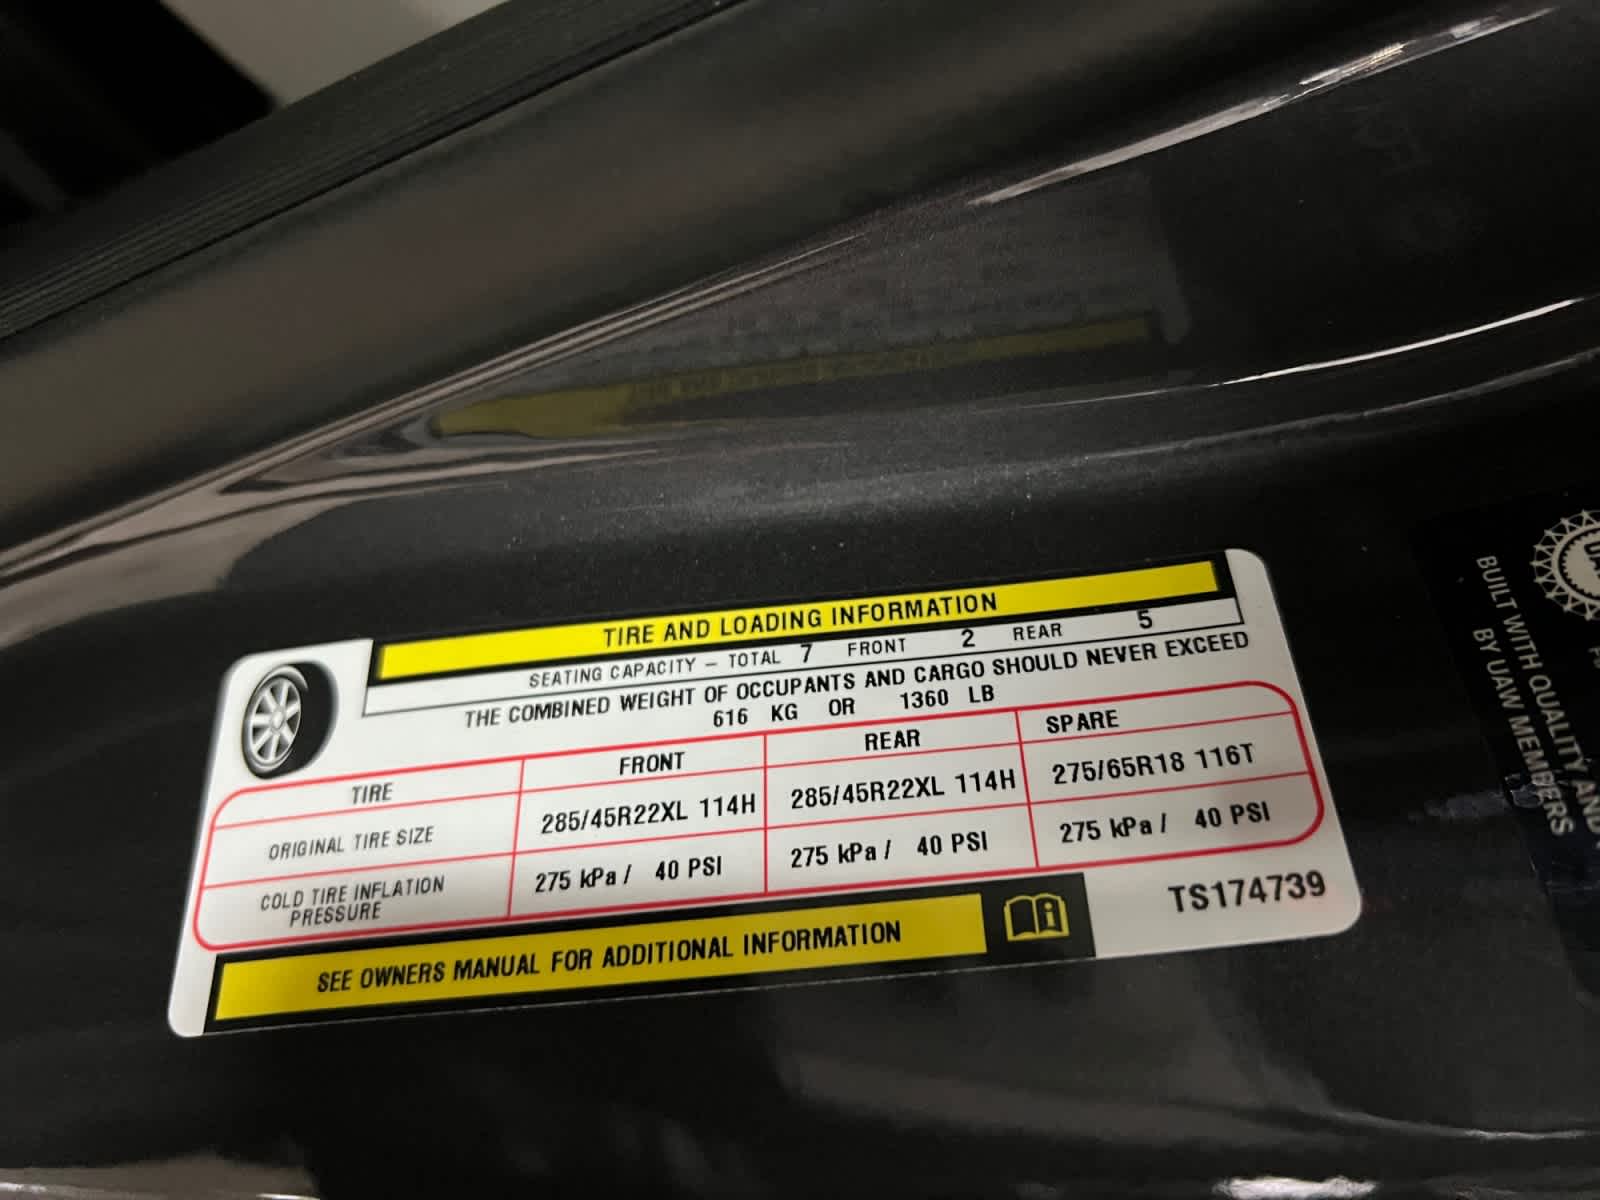 TIRE AND LOADING INFORMATION
SEATING CAPACITY – TOTAL 7 FRONT 2 REAR 5
THE COMBINED WEIGHT OF OCCUPANTS AND CARGO SHOULD NEVER EXCEED
616 KG OR 1360 LB
TIRE FRONT REAR SPARE
ORIGINAL TIRE SIZE 285/45R22XL 114H 285/45R22XL 114H 275/65R18 116T
COLD TIRE INFLATION
PRESSURE 275 kPa / 40 PSI 275 kPa / 40 PSI 275 kPa / 40 PSI
SEE OWNERS MANUAL FOR ADDITIONAL INFORMATION
TS174739
BUILT WITH QUALITY AND
BY UAW MEMBERS